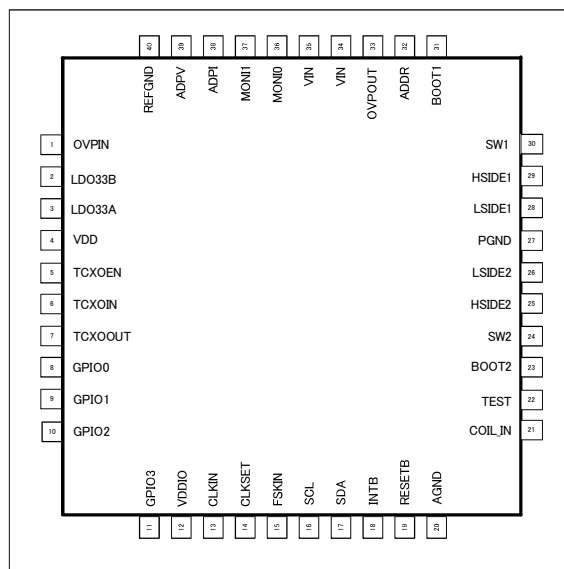 40 39 38 37 36 35 34 33 32 31
REFGND ADPV ADPI MONI1 MONI0 VIN VIN OVPOUT ADDR BOOT1
1 OVPIN
2 LDO33B
3 LDO33A
4 VDD
5 TCXOEN
6 TCXOIN
7 TCXOOUT
8 GPIO0
9 GPIO1
10 GPIO2
SW1 30
HSIDE1 29
LSIDE1 28
PGND 27
LSIDE2 26
HSIDE2 25
SW2 24
BOOT2 23
TEST 22
COIL_IN 21
GPIO3 VDDIO CLKIN CLKSET FSKIN SCL SDA INTB RESETB AGND
11 12 13 14 15 16 17 18 19 20